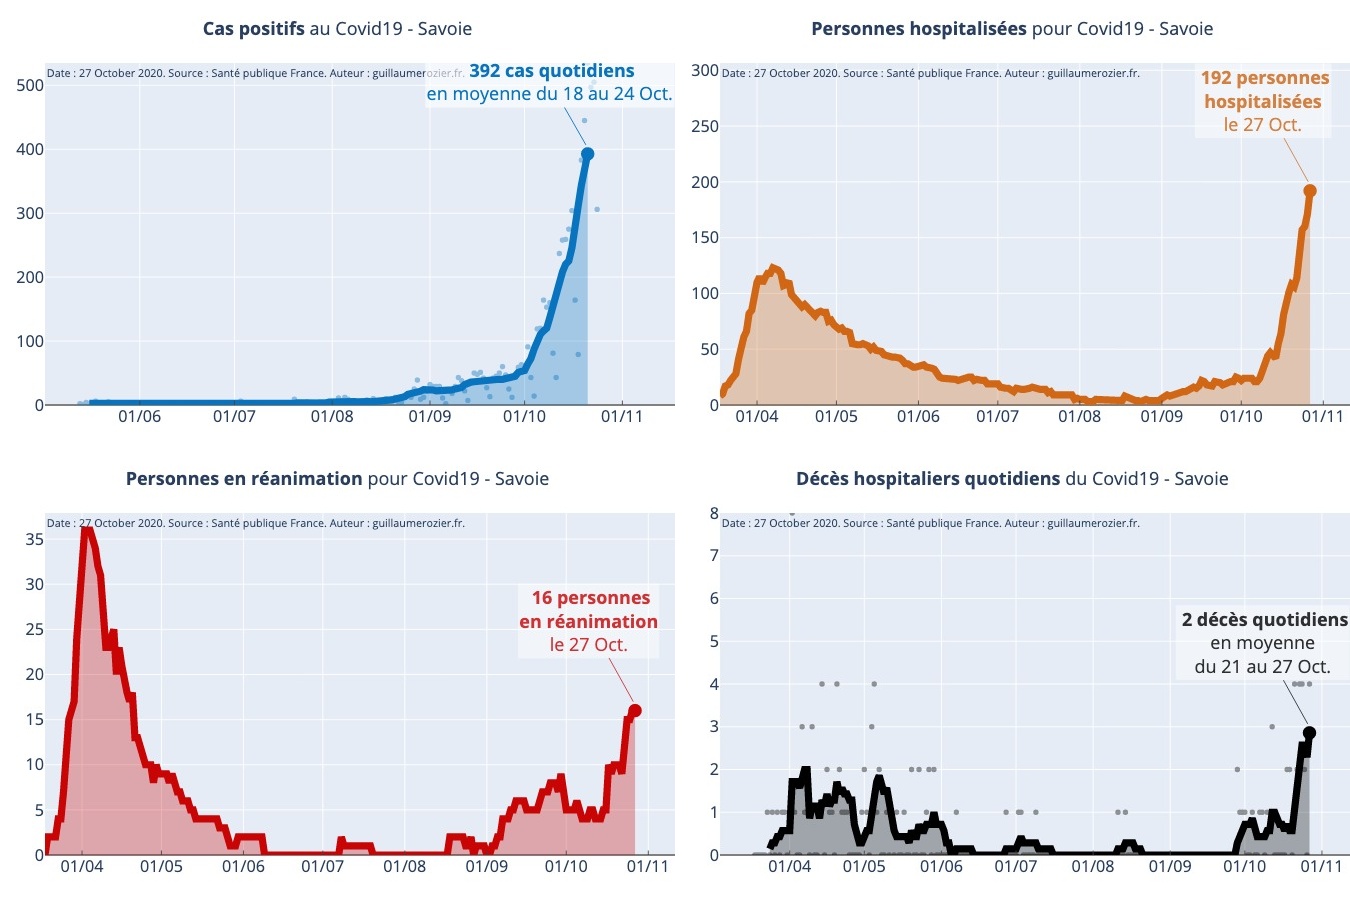 Cas positifs au Covid19 - Savoie
Date : 27 October 2020. Source : Santé publique France. Auteur : guillaumerozier.fr.
392 cas quotidiens
en moyenne du 18 au 24 Oct.
500
400
300
200
100
0
01/06 01/07 01/08 01/09 01/10 01/11
Personnes hospitalisées pour Covid19 - Savoie
Date : 27 October 2020. Source : Santé publique France. Auteur : guillaumerozier.fr.
192 personnes
hospitalisées
le 27 Oct.
300
250
200
150
100
50
0
01/04 01/05 01/06 01/07 01/08 01/09 01/10 01/11
Personnes en réanimation pour Covid19 - Savoie
Date : 27 October 2020. Source : Santé publique France. Auteur : guillaumerozier.fr.
16 personnes
en réanimation
le 27 Oct.
35
30
25
20
15
10
5
0
01/04 01/05 01/06 01/07 01/08 01/09 01/10 01/11
Décès hospitaliers quotidiens du Covid19 - Savoie
Date : 27 October 2020. Source : Santé publique France. Auteur : guillaumerozier.fr.
2 décès quotidiens
en moyenne
du 21 au 27 Oct.
8
7
6
5
4
3
2
1
0
01/04 01/05 01/06 01/07 01/08 01/09 01/10 01/11